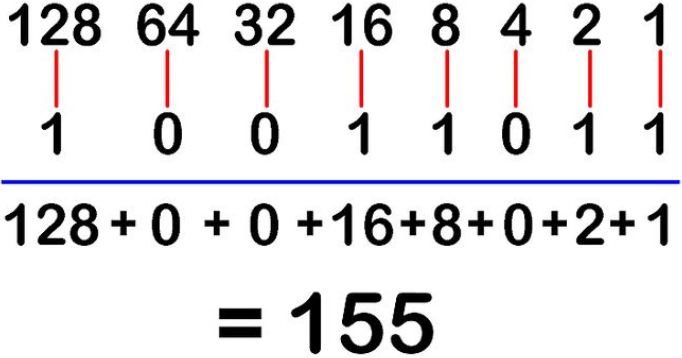 128 64 32 16 8 4 2 1
1 0 0 1 1 0 1 1
128 + 0 + 0 +16+8+0+2+ 1
= 155